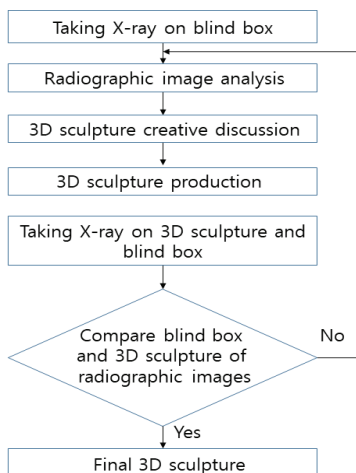 Taking X-ray on blind box
Radiographic image analysis
3D sculpture creative discussion
3D sculpture production
Taking X-ray on 3D sculpture and
blind box
Compare blind box
and 3D sculpture of
radiographic images
No
Yes
Final 3D sculpture